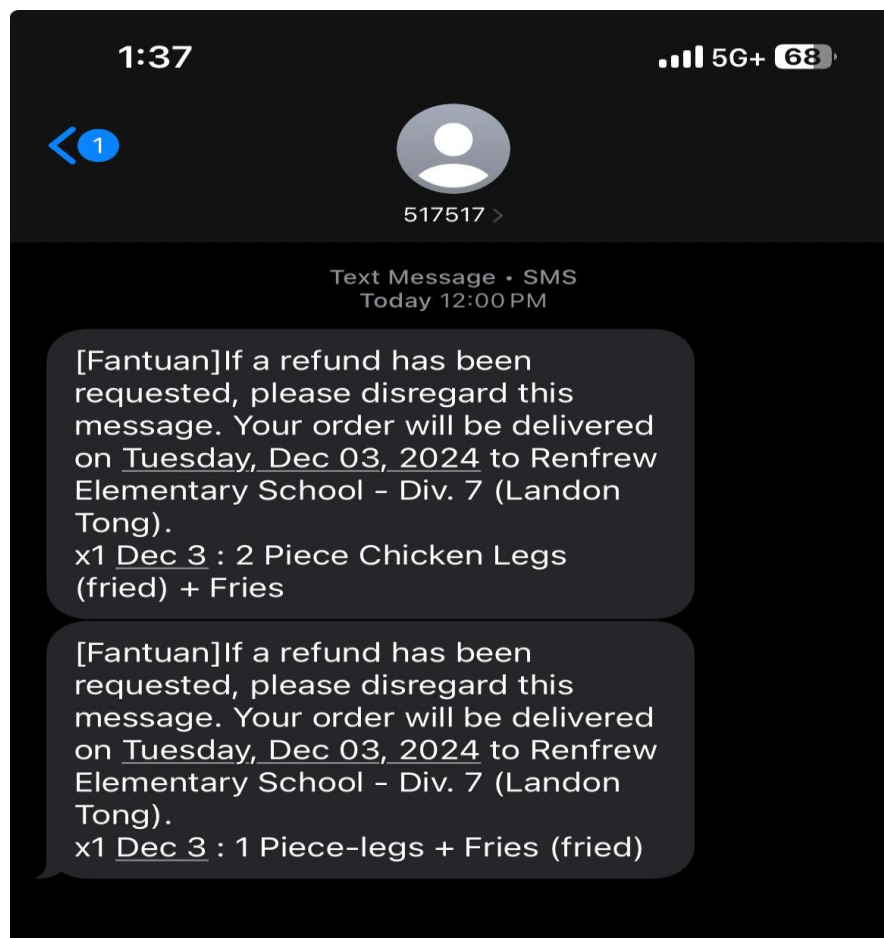 1:37
5G+ 68
1
517517 >
Text Message • SMS
Today 12:00 PM
[Fantuan]If a refund has been
requested, please disregard this
message. Your order will be delivered
on Tuesday, Dec 03, 2024 to Renfrew
Elementary School - Div. 7 (Landon
Tong).
x1 Dec 3 : 2 Piece Chicken Legs
(fried) + Fries
[Fantuan]If a refund has been
requested, please disregard this
message. Your order will be delivered
on Tuesday, Dec 03, 2024 to Renfrew
Elementary School - Div. 7 (Landon
Tong).
x1 Dec 3 : 1 Piece-legs + Fries (fried)